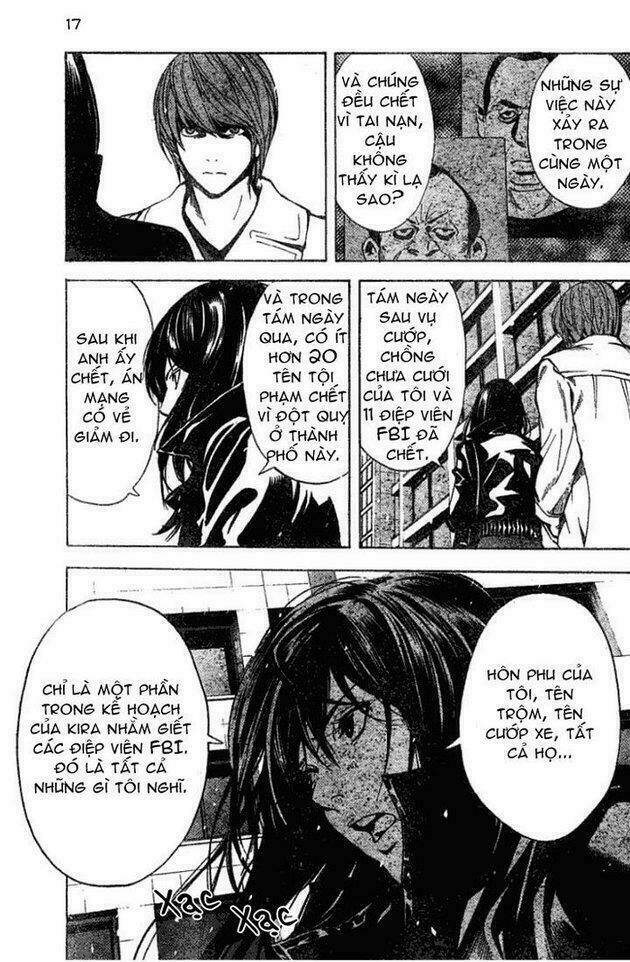 17
NHỮNG SỰ
VIỆC NÀY
XẢY RA
TRONG
CÙNG MỘT
NGÀY.
VÀ CHÚNG
ĐỀU CHẾT
VÌ TAI NẠN,
CẬU
KHÔNG
THẤY KÌ LẠ
SAO?
TÁM NGÀY
SAU VỤ
CƯỚP,
CHỒNG
CHƯA CƯỚI
CỦA TÔI VÀ
11 ĐIỆP VIÊN
FBI ĐÃ
CHẾT.
VÀ TRONG
TÁM NGÀY
QUA, CÓ ÍT
HƠN 20
TÊN TỘI
PHẠM CHẾT
VÌ ĐỘT QUỴ
Ở THÀNH
PHỐ NÀY.
SAU KHI
ANH ẤY
CHẾT, ÁN
MẠNG
CÓ VẺ
GIẢM ĐI.
HÔN PHU CỦA
TÔI, TÊN
TRỘM, TÊN
CƯỚP XE, TẤT
CẢ HỌ...
CHỈ LÀ MỘT PHẦN
TRONG KẾ HOẠCH
CỦA KIRA NHẰM GIẾT
CÁC ĐIỆP VIÊN FBI.
ĐÓ LÀ TẤT CẢ
NHỮNG GÌ TÔI NGHĨ.
XẠC
XẠC